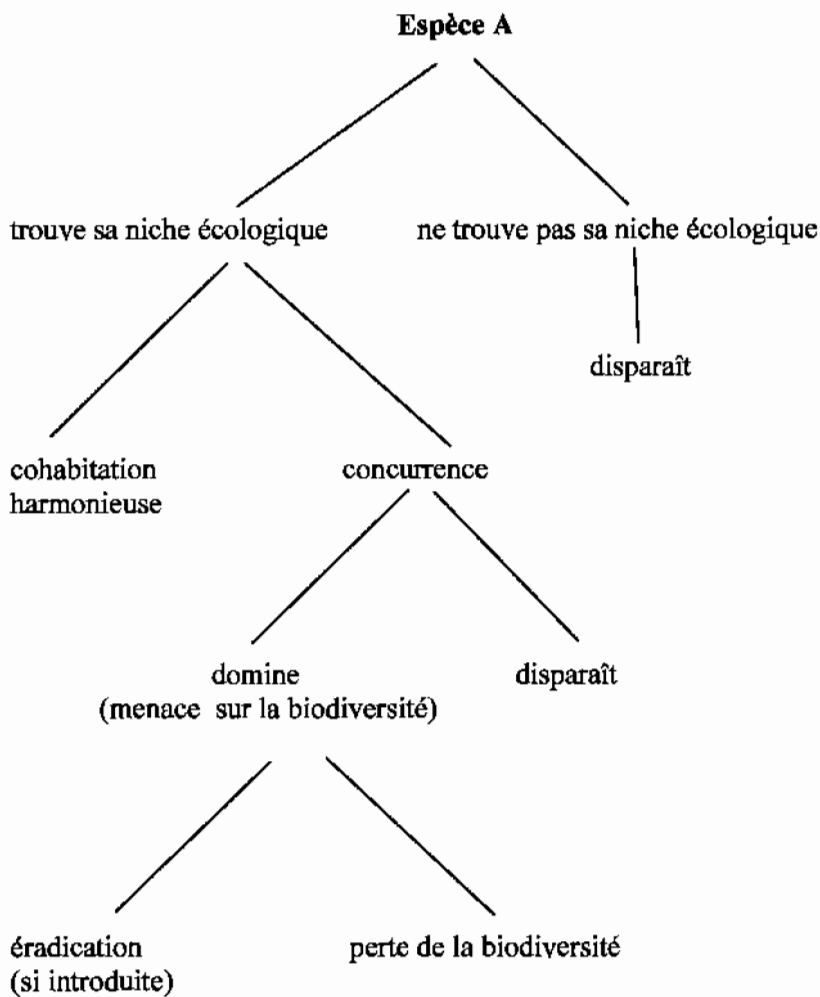 Espèce A
trouve sa niche écologique
ne trouve pas sa niche écologique
disparaît
cohabitation
harmonieuse
concurrence
domine
(menace sur la biodiversité)
disparaît
éradication
(si introduite)
perte de la biodiversité